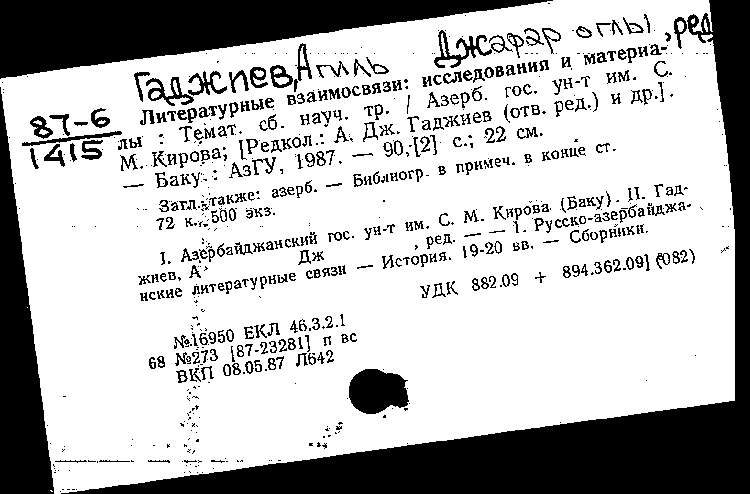 Гаджиев, Агиль Джафар оглы, ред
87-6
1415
Литературные взаимосвязи: исследования и материа-
лы : Темат. сб. науч. тр. / Азерб. гос. ун-т им. С.
М. Кирова; [Редкол.: А. Дж. Гаджиев (отв. ред.) и др.].
— Баку : АзГУ, 1987. — 90,[2] с.; 22 см.
Загл. также: азерб. — Библиогр. в примеч. в конце ст.
72 к., 500 экз.
I. Азербайджанский гос. ун-т им. С. М. Кирова (Баку). II. Гад-
жиев, А Дж , ред. — — 1. Русско-азербайджа-
нские литературные связи — История. 19-20 вв. — Сборники.
УДК 882.09 + 894.362.09] (082)
№16950 ЕКЛ 46.3.2.1
68 №273 [87-23281] п вс
ВКП 08.05.87 Л642